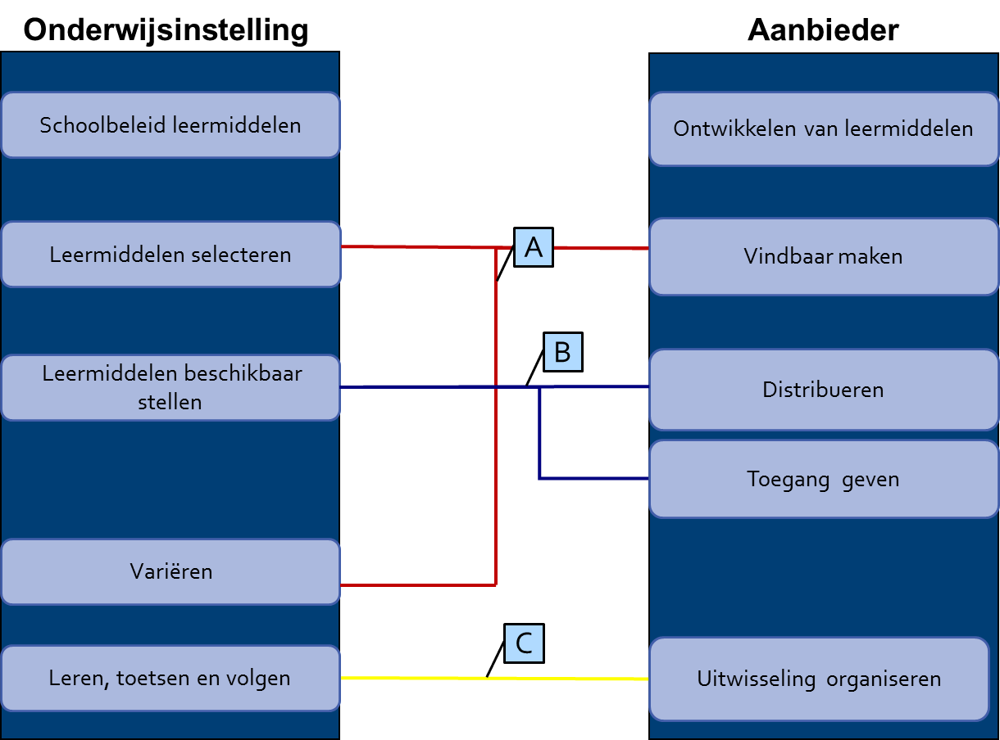 Onderwijsinstelling
Aanbieder
Schoolbeleid leermiddelen
Ontwikkelen van leermiddelen
Leermiddelen selecteren
A
Vindbaar maken
Leermiddelen beschikbaar
stellen
B
Distribueren
Toegang geven
Variëren
C
Leren, toetsen en volgen
Uitwisseling organiseren